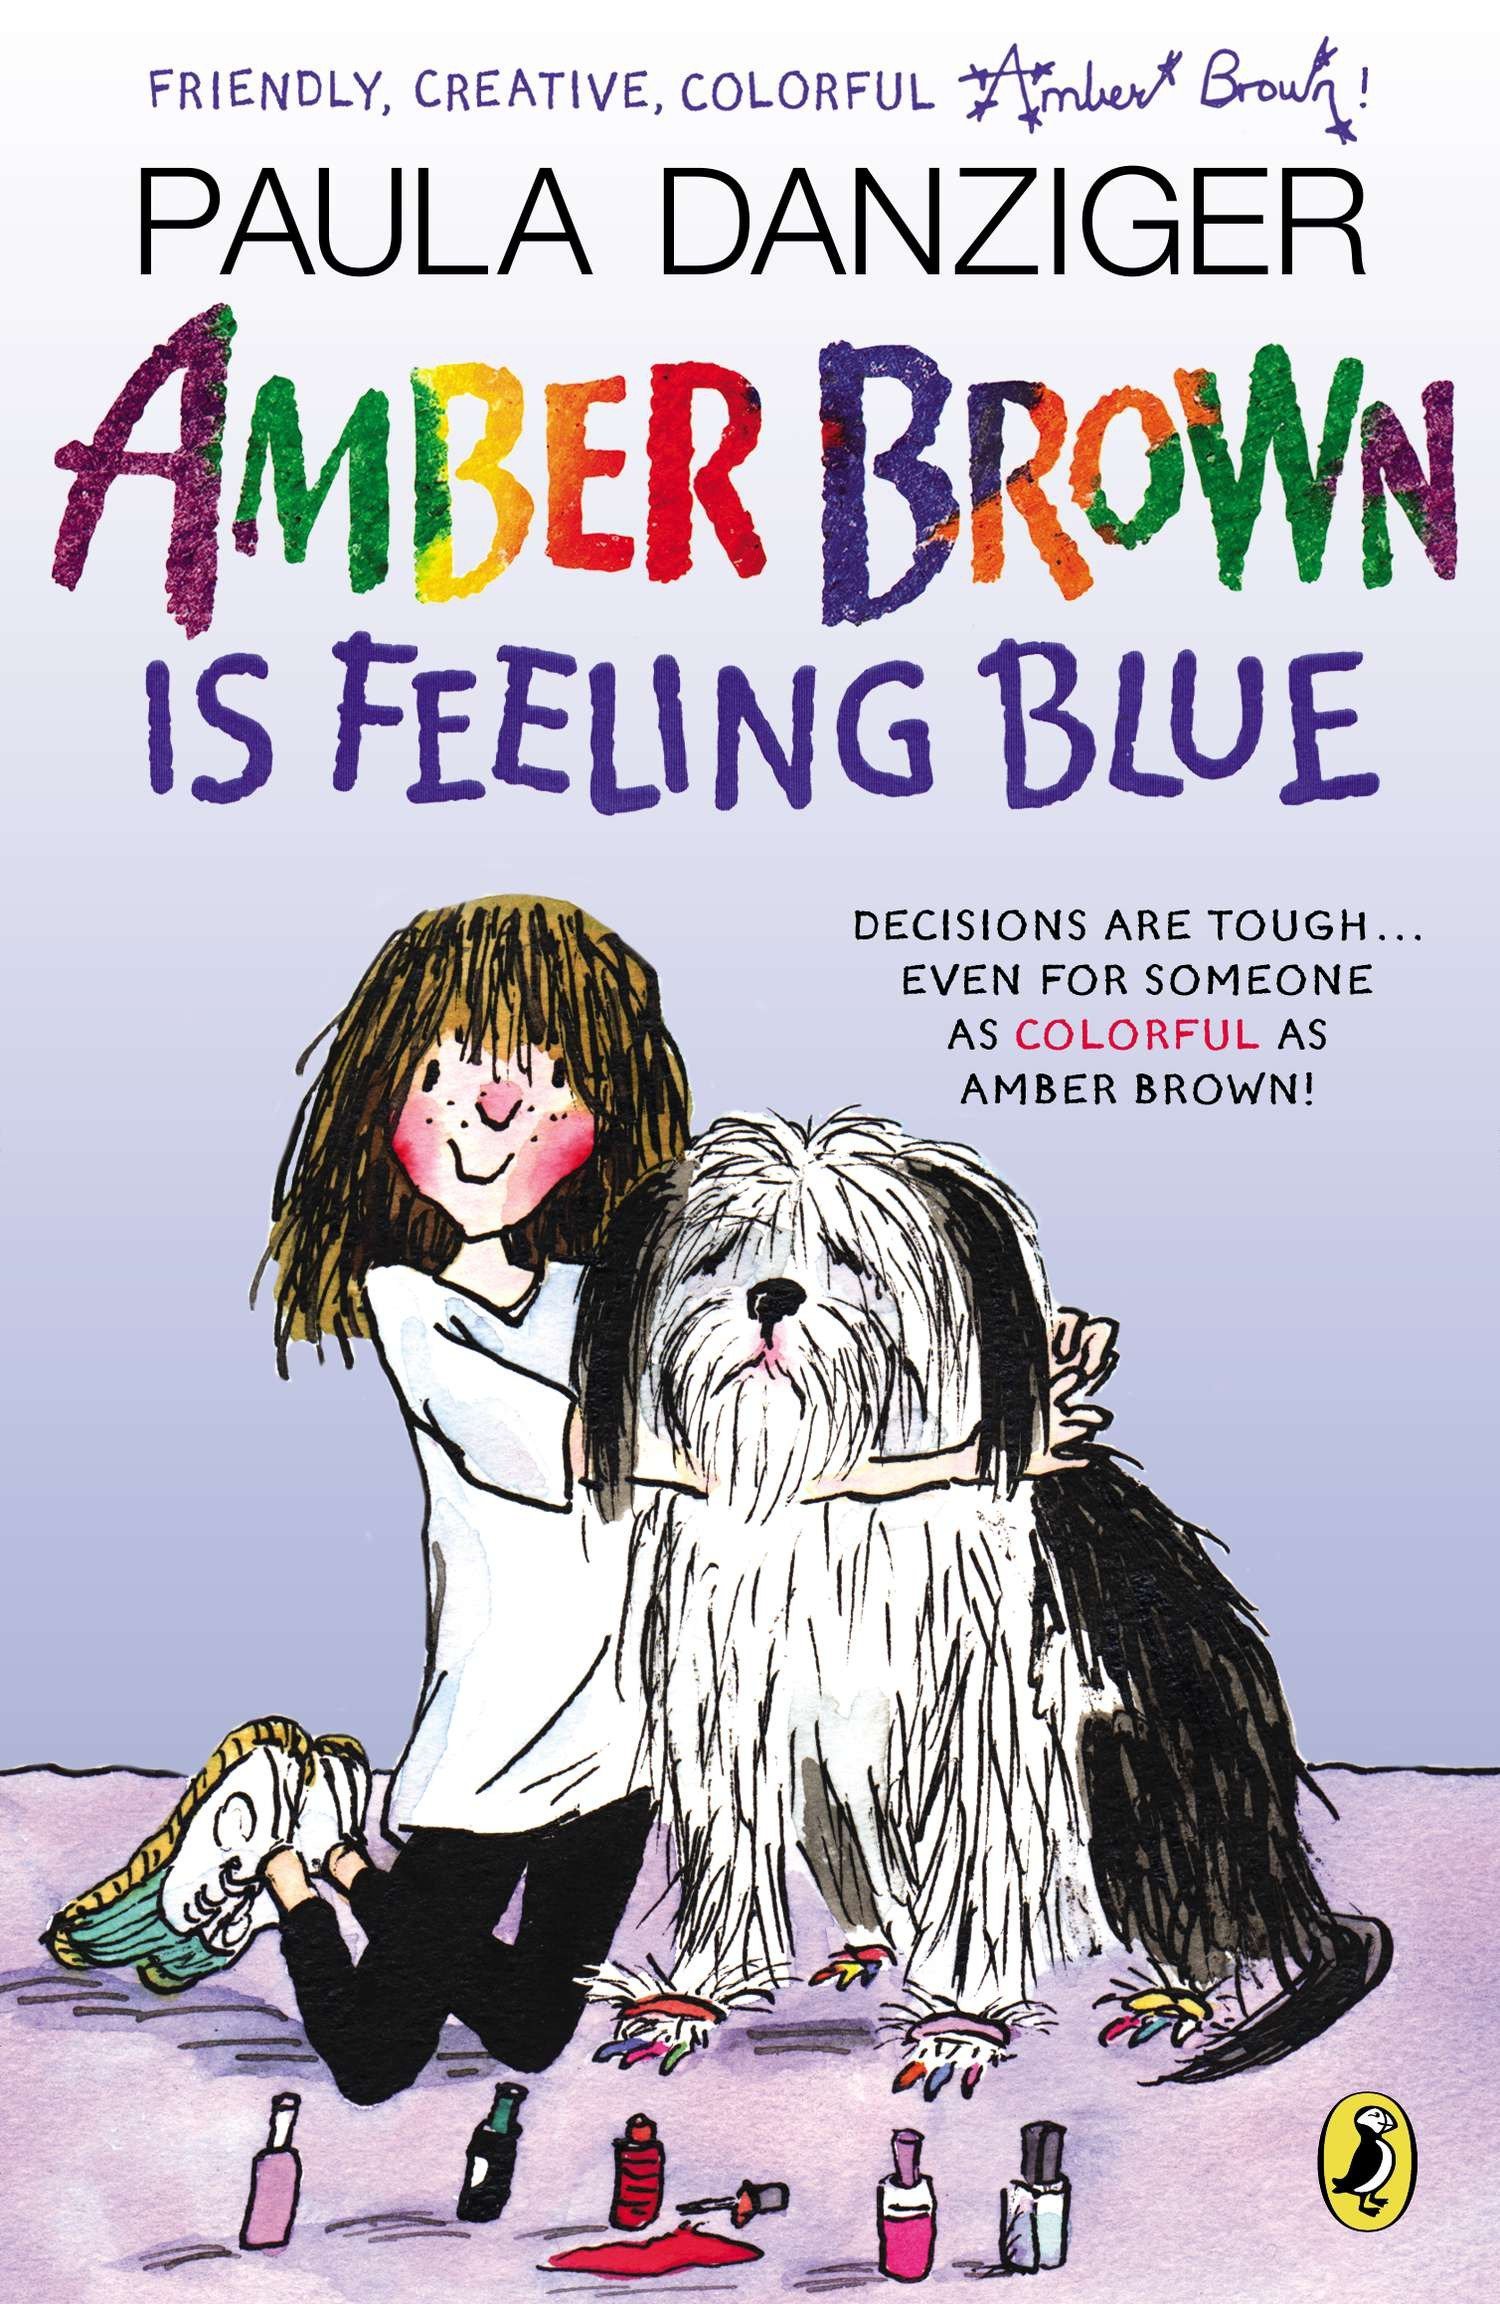 FRIENDLY, CREATIVE, COLORFUL Amber Brown!
PAULA DANZIGER
AMBER BROWN
IS FEELING BLUE
DECISIONS ARE TOUGH...
EVEN FOR SOMEONE
AS COLORFUL AS
AMBER BROWN!